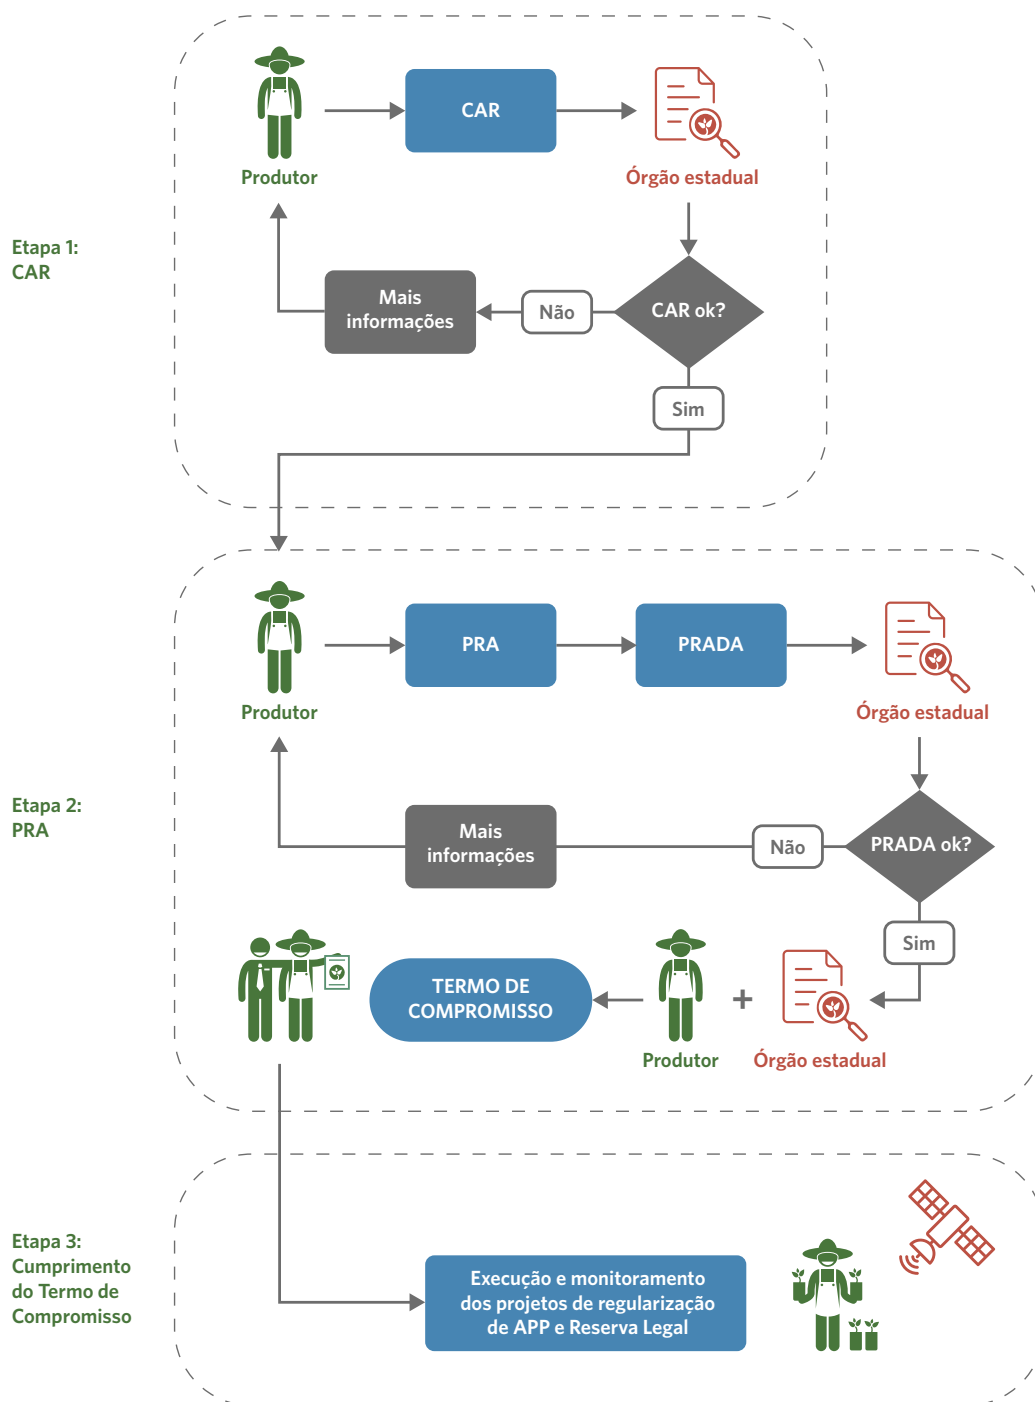 CAR
Produtor
Órgão estadual
Etapa 1:
CAR
Mais
informações
Não
CAR ok?
Sim
PRA
PRADA
Produtor
Órgão estadual
Etapa 2:
PRA
Mais
informações
Não
PRADA ok?
Sim
TERMO DE
COMPROMISSO
+
Produtor
Órgão estadual
Etapa 3:
Cumprimento
do Termo de
Compromisso
Execução e monitoramento
dos projetos de regularização
de APP e Reserva Legal